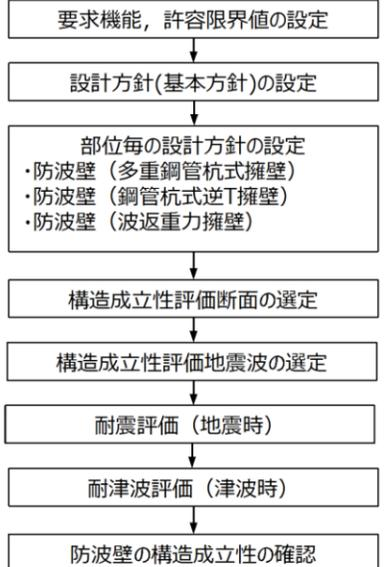 要求機能，許容限界値の設定
設計方針(基本方針)の設定
部位毎の設計方針の設定
・防波壁（多重鋼管杭式擁壁）
・防波壁（鋼管杭式逆T擁壁）
・防波壁（波返重力擁壁）
構造成立性評価断面の選定
構造成立性評価地震波の選定
耐震評価（地震時）
耐津波評価（津波時）
防波壁の構造成立性の確認